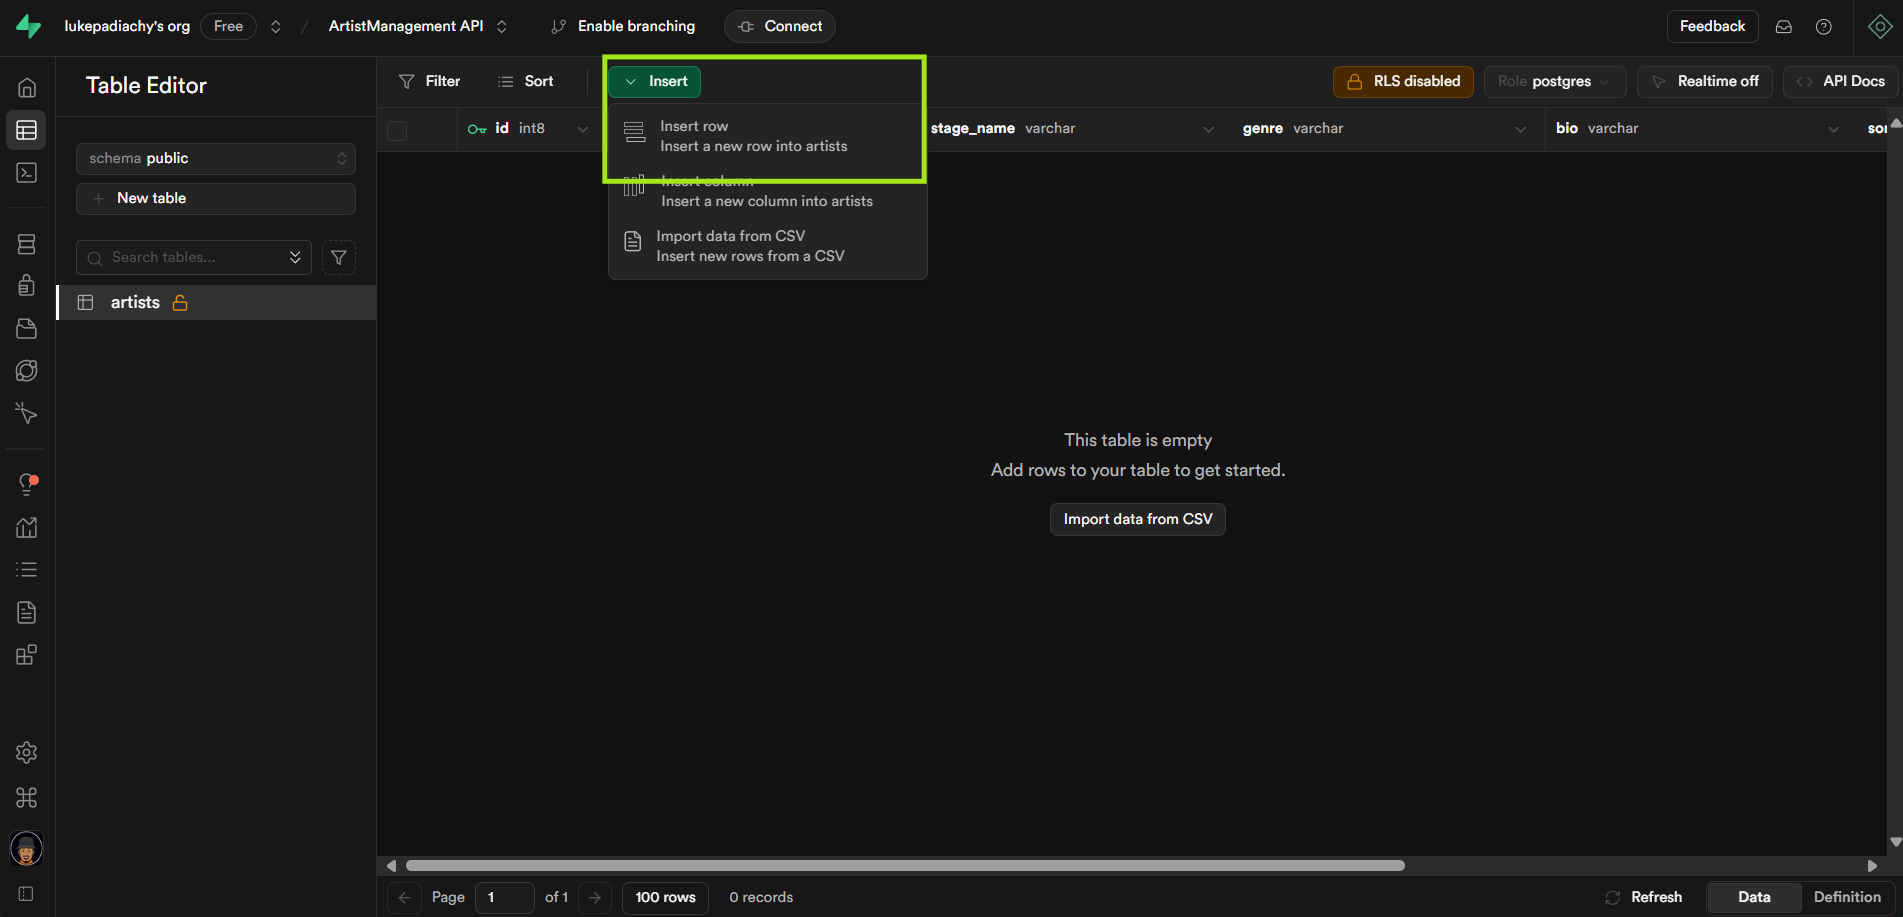 lukepadiachy's org Free / ArtistManagement API Enable branching Connect Feedback
Table Editor
Filter Sort Insert RLS disabled Role postgres Realtime off API Docs
id int8 stage_name varchar genre varchar bio varchar sor
schema public
New table
Search tables...
artists
Insert row
Insert a new row into artists
Insert column
Insert a new column into artists
Import data from CSV
Insert new rows from a CSV
This table is empty
Add rows to your table to get started.
Import data from CSV
Page 1 of 1 100 rows 0 records Refresh Data Definition